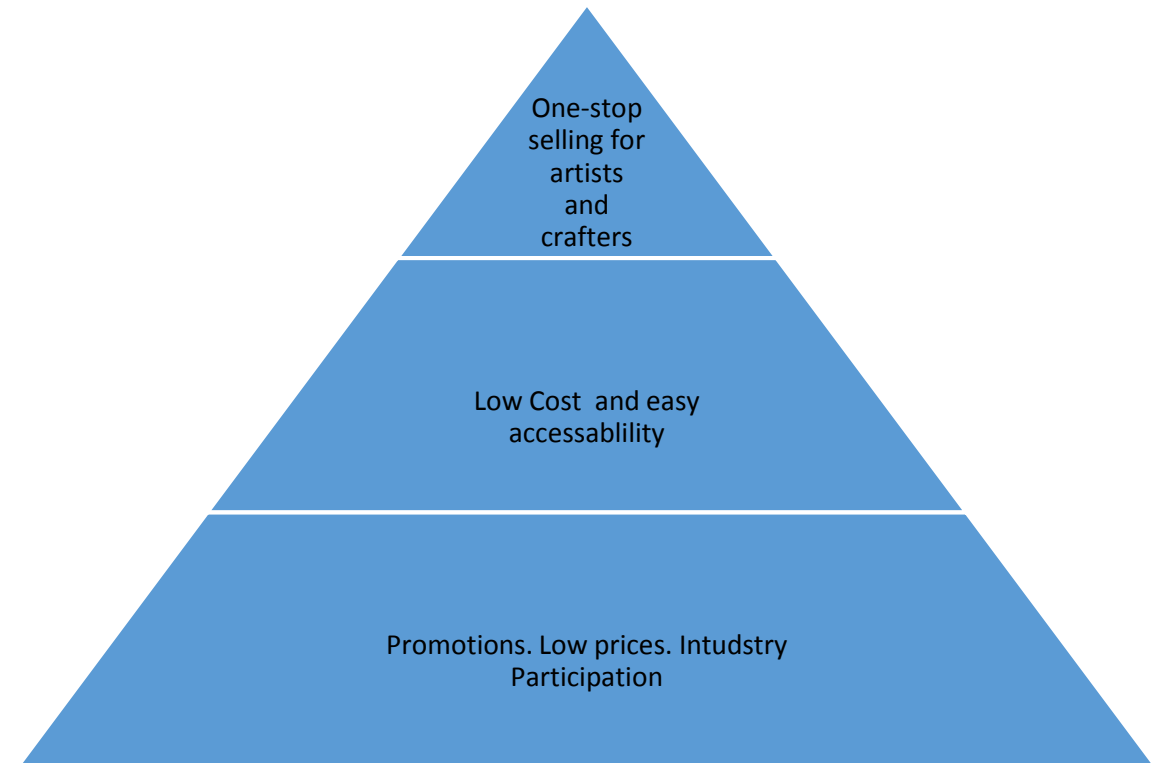 One-stop
selling for
artists
and
crafters
Low Cost  and easy
accessablility
Promotions. Low prices. Intudstry
Participation